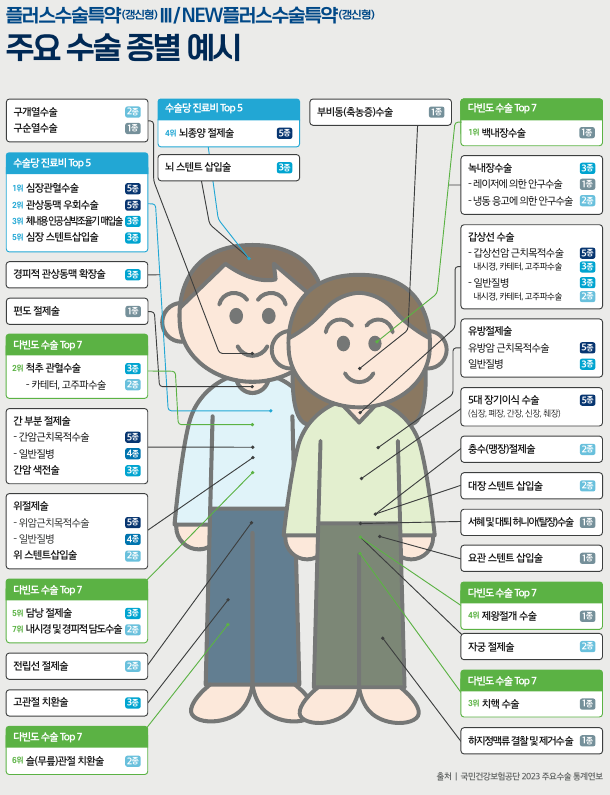 플러스수술특약(갱신형) III / NEW플러스수술특약(갱신형)
주요 수술 종별 예시
구개열수술 2종
구순열수술 1종
수술당 진료비 Top 5
1위 심장관혈수술 5종
2위 관상동맥 우회수술 5종
3위 체내용 인공심박조율기 매입술 3종
5위 심장 스텐트삽입술 3종
경피적 관상동맥 확장술 3종
편도 절제술 1종
다빈도 수술 Top 7
2위 척추 관혈수술 3종
- 카테터, 고주파수술 2종
간 부분 절제술
- 간암근치목적수술 5종
- 일반질병 4종
간암 색전술 3종
위절제술
- 위암근치목적수술 5종
- 일반질병 4종
위 스텐트삽입술 2종
다빈도 수술 Top 7
5위 담낭 절제술 3종
7위 내시경 및 경피적 담도수술 2종
전립선 절제술 2종
고관절 치환술 3종
다빈도 수술 Top 7
6위 슬(무릎)관절 치환술 2종
수술당 진료비 Top 5
4위 뇌종양 절제술 5종
뇌 스텐트 삽입술 3종
부비동(축농증)수술 1종
다빈도 수술 Top 7
1위 백내장수술 1종
녹내장수술 3종
- 레이저에 의한 안구수술 1종
- 냉동 응고에 의한 안구수술 2종
갑상선 수술
- 갑상선암 근치목적수술 5종
내시경, 카테터, 고주파수술 3종
- 일반질병 3종
내시경, 카테터, 고주파수술 2종
유방절제술
유방암 근치목적수술 5종
일반질병 3종
5대 장기이식 수술 5종
(심장, 폐장, 간장, 신장, 췌장)
충수(맹장)절제술 2종
대장 스텐트 삽입술 2종
서혜 및 대퇴 허니아(탈장)수술 1종
요관 스텐트 삽입술 1종
다빈도 수술 Top 7
4위 제왕절개 수술 1종
자궁 절제술 2종
다빈도 수술 Top 7
3위 치핵 수술 1종
하지정맥류 결찰 및 제거수술 1종
출처 | 국민건강보험공단 2023 주요수술 통계연보